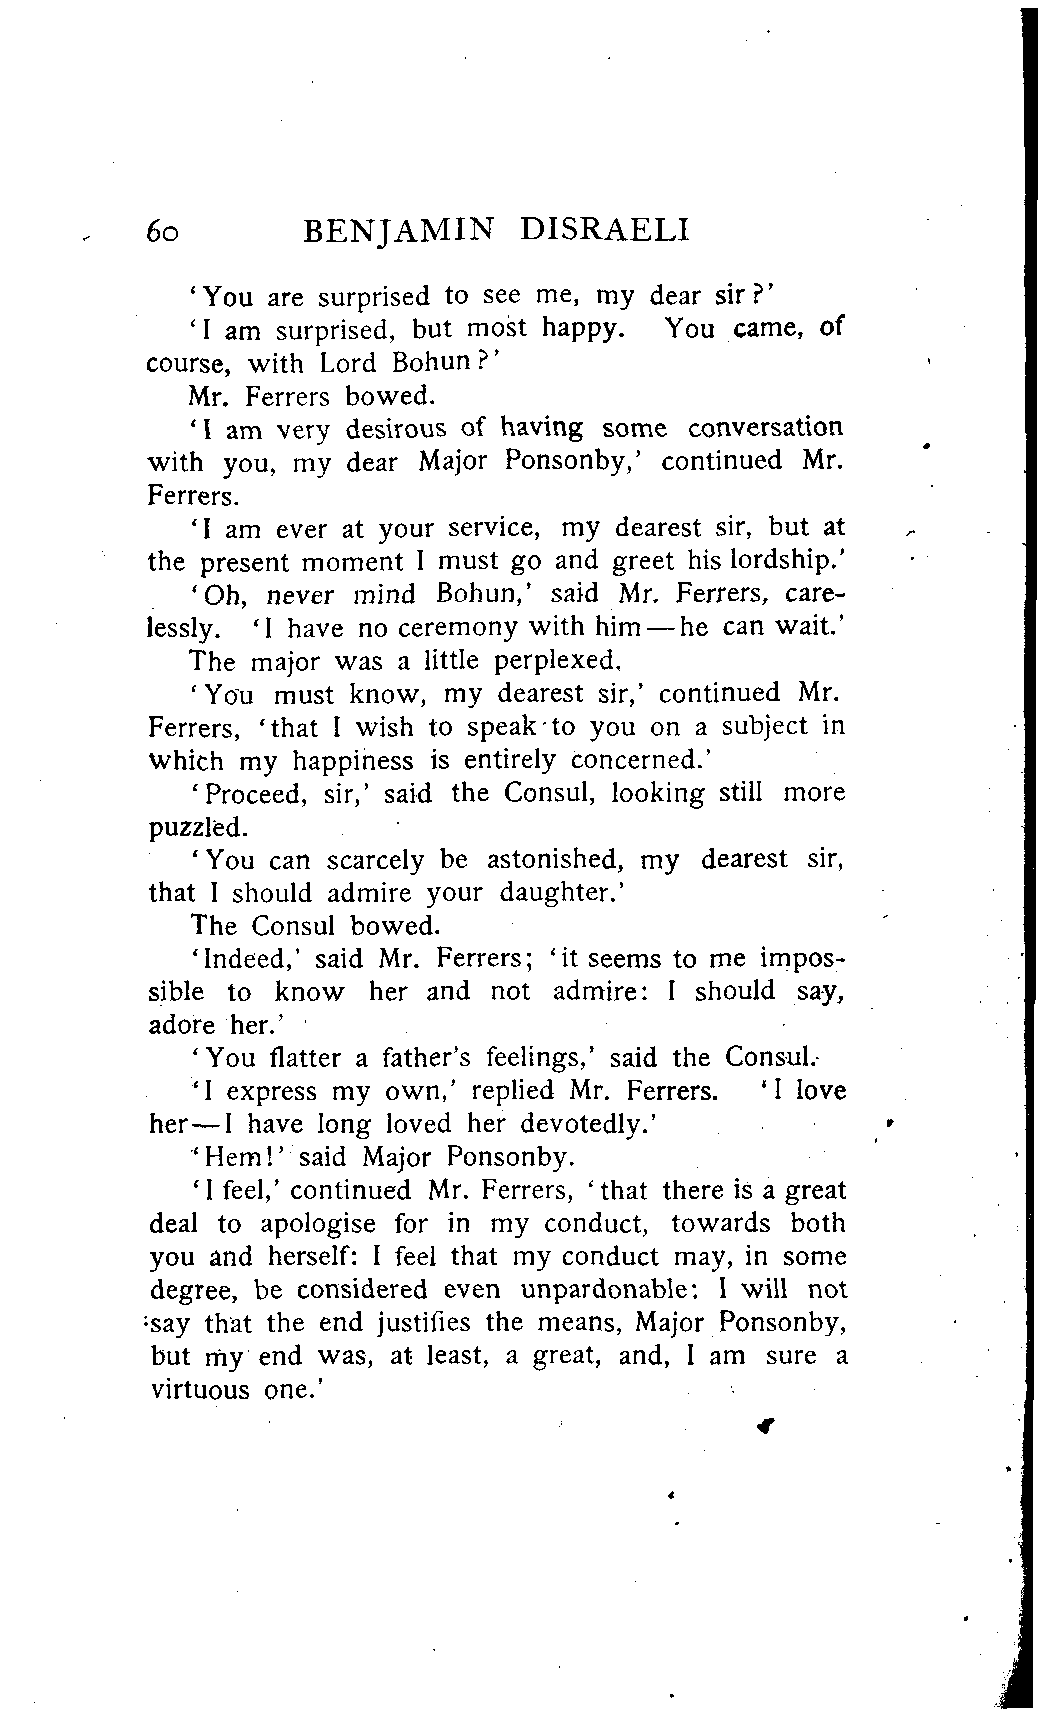 60 BENJAMIN DISRAELI
‘You are surprised to see me, my dear sir?’
‘I am surprised, but most happy. You came, of
course, with Lord Bohun?’
Mr. Ferrers bowed.
‘I am very desirous of having some conversation
with you, my dear Major Ponsonby,’ continued Mr.
Ferrers.
‘I am ever at your service, my dearest sir, but at
the present moment I must go and greet his lordship.’
‘Oh, never mind Bohun,’ said Mr. Ferrers, care-
lessly. ‘I have no ceremony with him—he can wait.’
The major was a little perplexed.
‘You must know, my dearest sir,’ continued Mr.
Ferrers, ‘that I wish to speak to you on a subject in
which my happiness is entirely concerned.’
‘Proceed, sir,’ said the Consul, looking still more
puzzled.
‘You can scarcely be astonished, my dearest sir,
that I should admire your daughter.’
The Consul bowed.
‘Indeed,’ said Mr. Ferrers; ‘it seems to me impos-
sible to know her and not admire: I should say,
adore her.’
‘You flatter a father's feelings,’ said the Consul.
‘I express my own,’ replied Mr. Ferrers. ‘I love
her—I have long loved her devotedly.’
‘Hem!’ said Major Ponsonby.
‘I feel,’ continued Mr. Ferrers, ‘that there is a great
deal to apologise for in my conduct, towards both
you and herself: I feel that my conduct may, in some
degree, be considered even unpardonable: I will not
say that the end justifies the means, Major Ponsonby,
but my end was, at least, a great, and, I am sure a
virtuous one.’